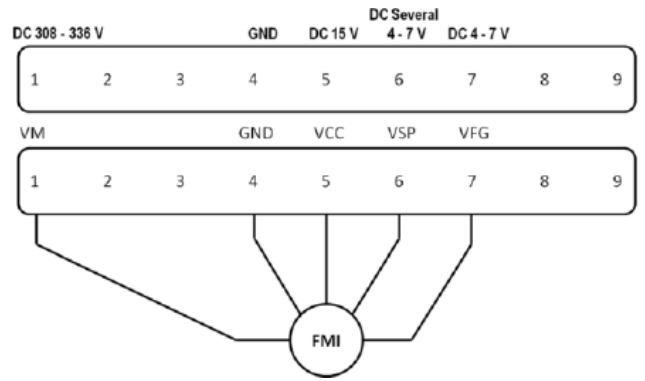 DC Several
DC 308 - 336 V GND DC 15 V 4 - 7 V DC 4 - 7 V
1 2 3 4 5 6 7 8 9
VM GND VCC VSP VFG
1 2 3 4 5 6 7 8 9
FMI